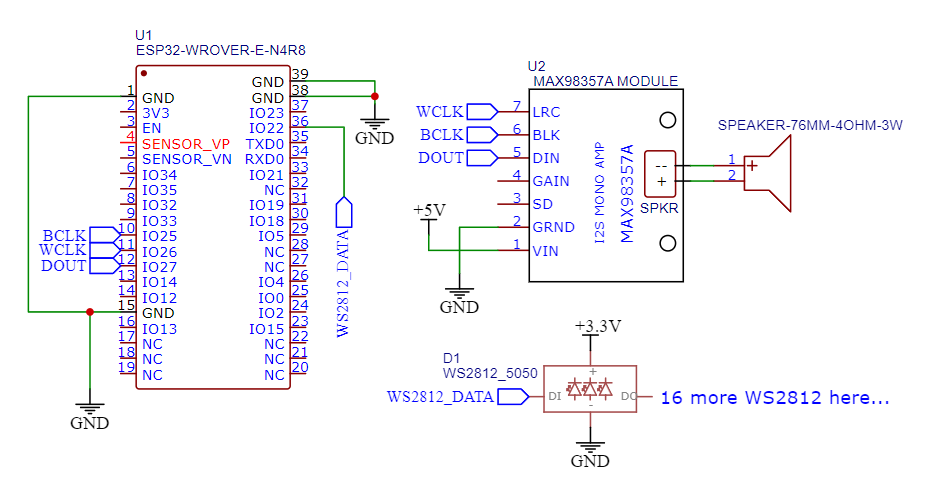 U1
ESP32-WROVER-E-N4R8
1 GND
2 3V3
3 EN
4 SENSOR_VP
5 SENSOR_VN
6 IO34
7 IO35
8 IO32
9 IO33
BCLK 10 IO25
WCLK 11 IO26
DOUT 12 IO27
13 IO14
14 IO12
15 GND
16 IO13
17 NC
18 NC
19 NC
GND 39
GND 38
IO23 37
IO22 36
TXD0 35
RXD0 34
IO21 33
NC 32
IO19 31
IO18 30
IO5 29
NC 28
NC 27
IO4 26
IO0 25
IO2 24
IO15 23
NC 22
NC 21
NC 20
GND
GND
WS2812_DATA
U2
MAX98357A MODULE
WCLK 7 LRC
BCLK 6 BLK
DOUT 5 DIN
4 GAIN
3 SD
2 GRND
1 VIN
+5V
GND
I2S MONO AMP
MAX98357A
--
+
SPKR
SPEAKER-76MM-4OHM-3W
1 +
2
+3.3V
D1
WS2812_5050
WS2812_DATA
DI
+
-
DO
16 more WS2812 here...
GND